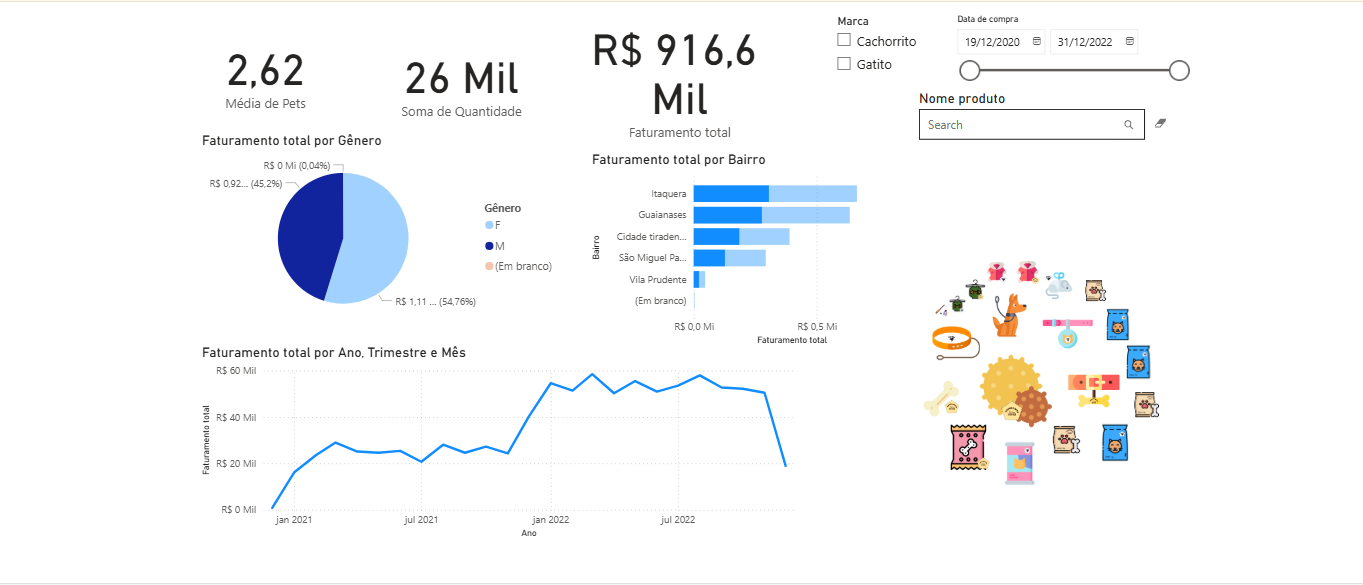 2,62
Média de Pets
26 Mil
Soma de Quantidade
R$ 916,6
Mil
Faturamento total
Marca
Cachorrito
Gatito
Data de compra
19/12/2020
31/12/2022
Nome produto
Search
Faturamento total por Gênero
R$ 0 Mi (0,04%)
R$ 0,92... (45,2%)
R$ 1,11 ... (54,76%)
Gênero
F
M
(Em branco)
Faturamento total por Bairro
Bairro
Itaquera
Guaianases
Cidade tiraden...
São Miguel Pa...
Vila Prudente
(Em branco)
R$ 0,0 Mi
R$ 0,5 Mi
Faturamento total
Faturamento total por Ano, Trimestre e Mês
Faturamento total
R$ 60 Mil
R$ 40 Mil
R$ 20 Mil
R$ 0 Mil
jan 2021
jul 2021
jan 2022
jul 2022
Ano